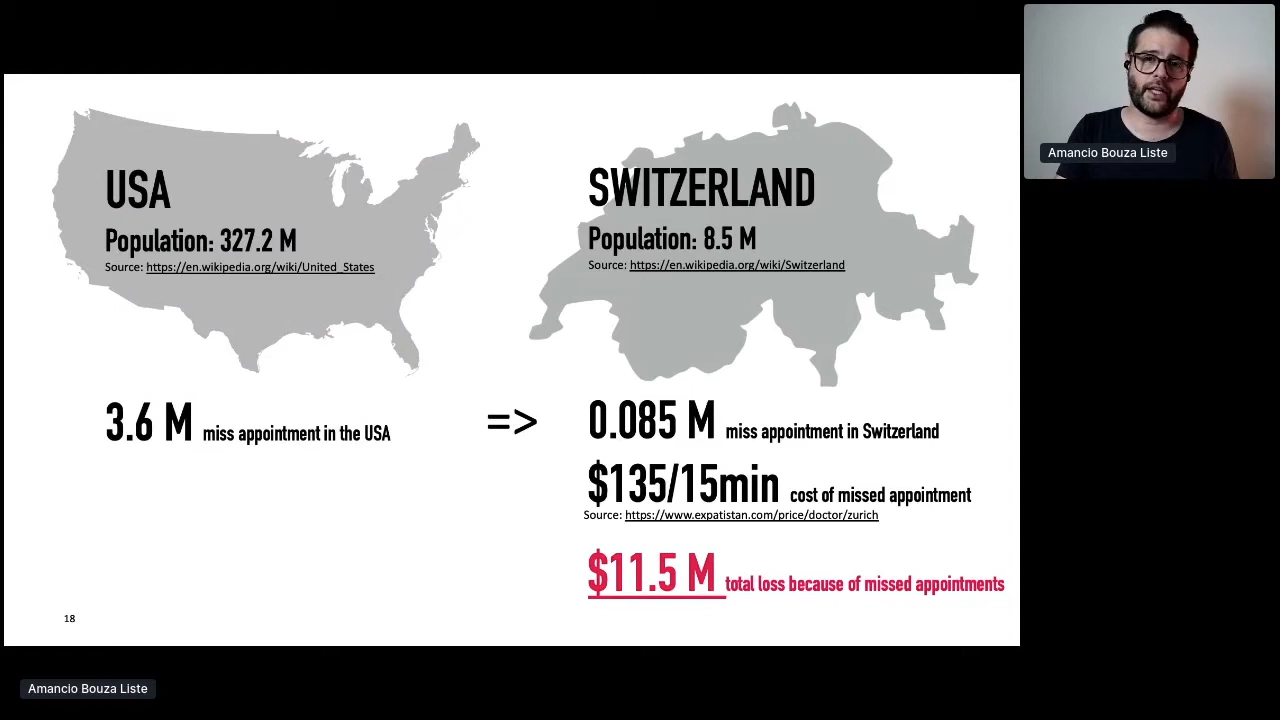 USA
Population: 327.2 M
Source: https://en.wikipedia.org/wiki/United_States
SWITZERLAND
Population: 8.5 M
Source: https://en.wikipedia.org/wiki/Switzerland
3.6 M miss appointment in the USA
=>
0.085 M miss appointment in Switzerland
$135/15min cost of missed appointment
Source: https://www.expatistan.com/price/doctor/zurich
$11.5 M total loss because of missed appointments
18
Amancio Bouza Liste
Amancio Bouza Liste